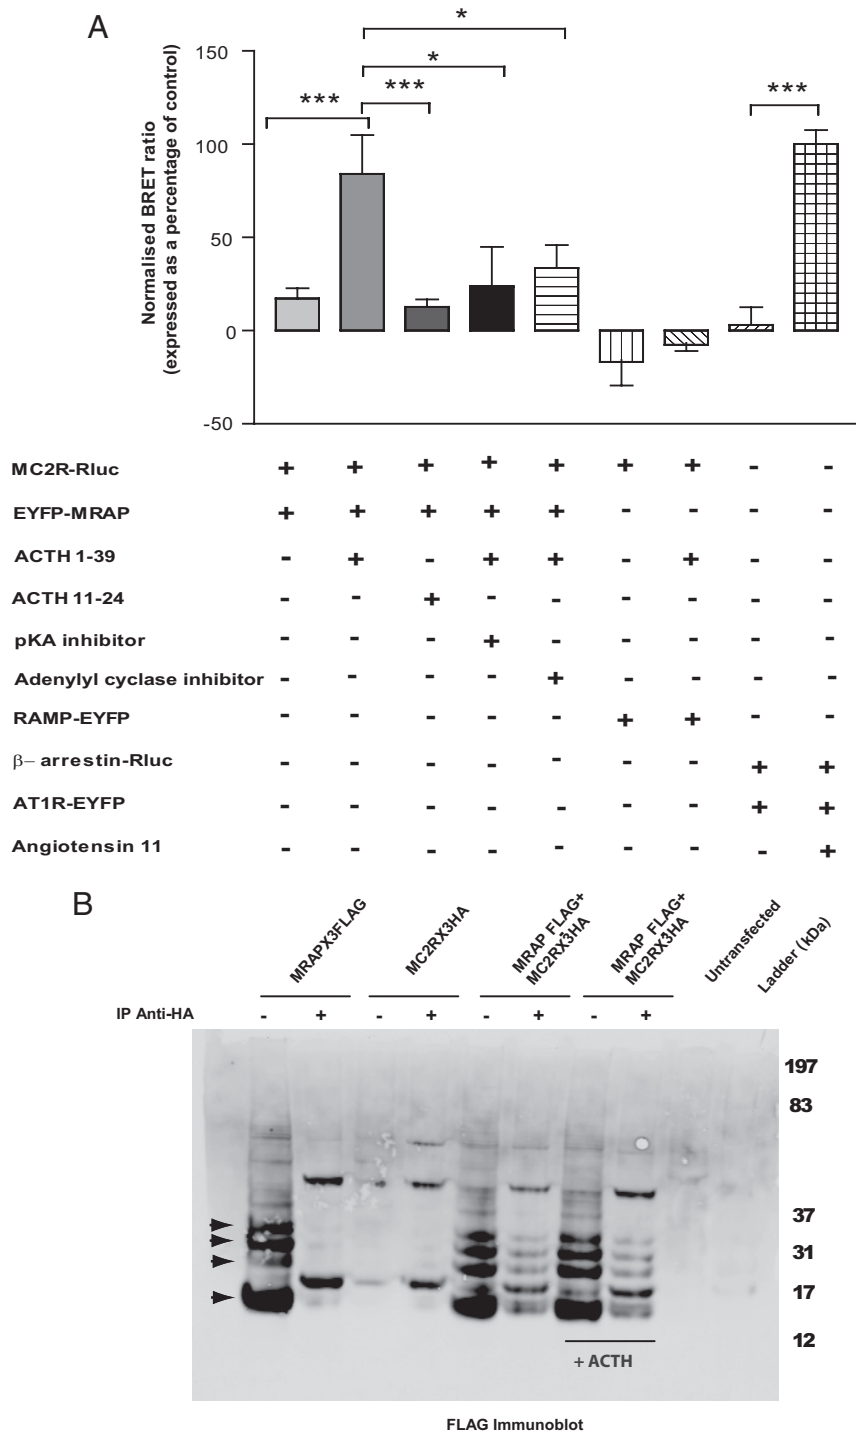 A
Normalised BRET ratio
(expressed as a percentage of control)
150
100
50
0
-50
***
*
*
***
***
MC2R-Rluc + + + + + + + - -
EYFP-MRAP + + + + + - - - -
ACTH 1-39 - + - + + - + - -
ACTH 11-24 - - + - - - - - -
pKA inhibitor - - - + - - - - -
Adenylyl cyclase inhibitor - - - - + - - - -
RAMP-EYFP - - - - - + + - -
β– arrestin-Rluc - - - - - - - + +
AT1R-EYFP - - - - - - - + +
Angiotensin 11 - - - - - - - - +
B
MRAPX3FLAG
MC2RX3HA
MRAP FLAG+
MC2RX3HA
MRAP FLAG+
MC2RX3HA
Untransfected
Ladder (kDa)
IP Anti-HA - + - + - + - +
197
83
37
31
17
12
+ ACTH
FLAG Immunoblot